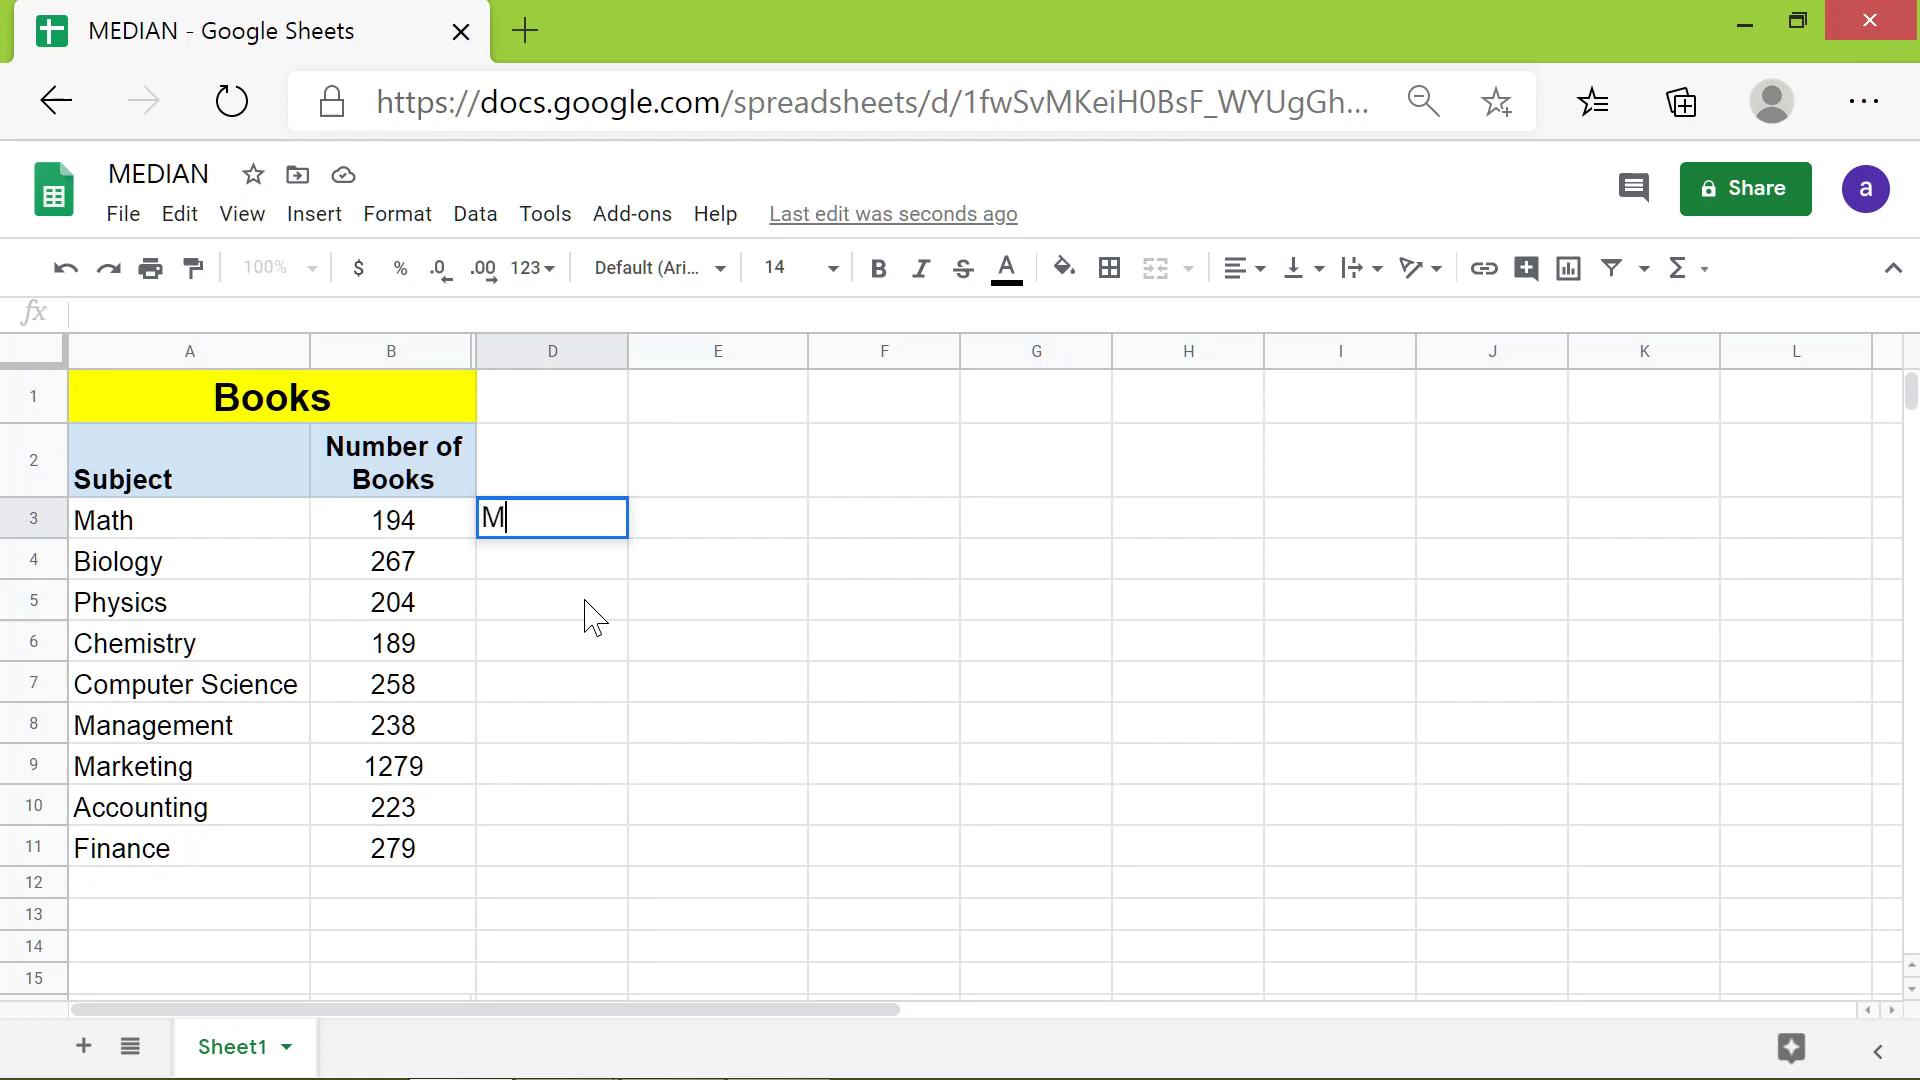 MEDIAN - Google Sheets
https://docs.google.com/spreadsheets/d/1fwSvMKeiH0BsF_WYUgGh...
MEDIAN
File Edit View Insert Format Data Tools Add-ons Help Last edit was seconds ago
Share
a
100% $ % .0 .00 123 Default (Ari... 14 B I S A Σ
fx
A B D E F G H I J K L
1 Books
2 Subject Number of Books
3 Math 194 M
4 Biology 267
5 Physics 204
6 Chemistry 189
7 Computer Science 258
8 Management 238
9 Marketing 1279
10 Accounting 223
11 Finance 279
12
13
14
15
Sheet1